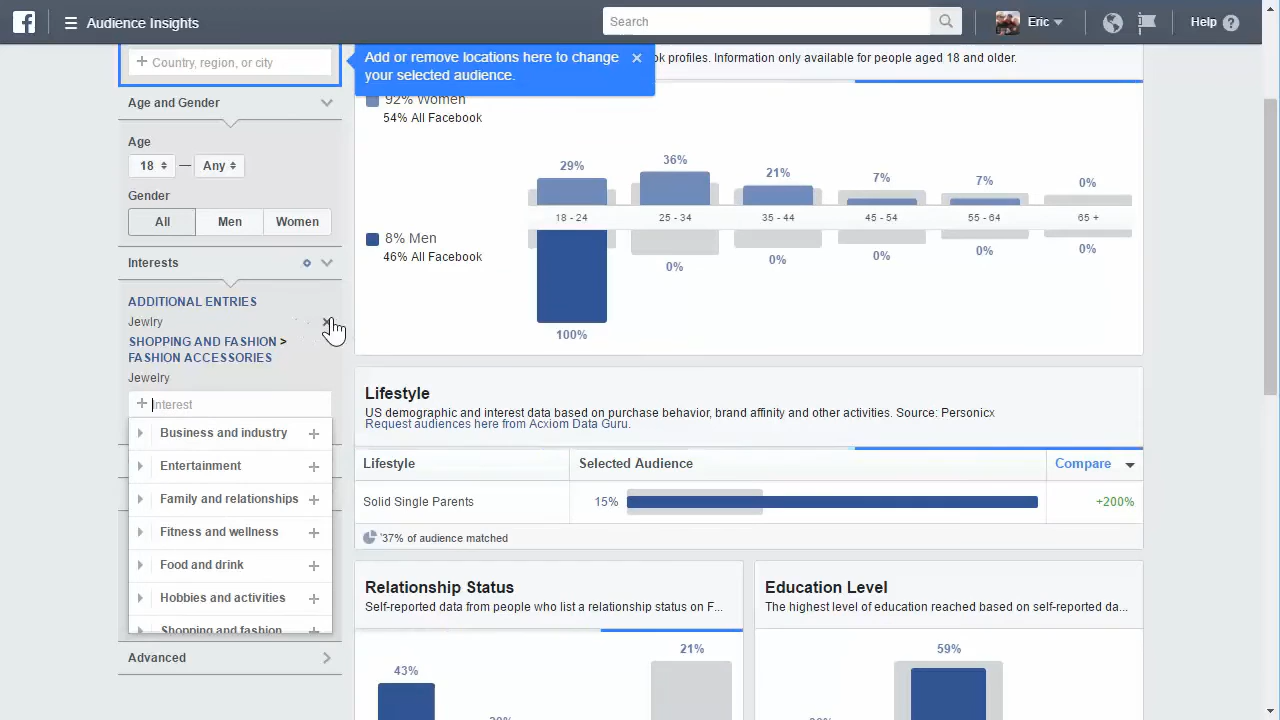 Audience Insights
Search
Eric
Help
Country, region, or city
Add or remove locations here to change
your selected audience.
ok profiles. Information only available for people aged 18 and older.
Age and Gender
Age
18 — Any
Gender
All Men Women
Interests
ADDITIONAL ENTRIES
Jewlry
SHOPPING AND FASHION >
FASHION ACCESSORIES
Jewelry
Interest
Business and industry
Entertainment
Family and relationships
Fitness and wellness
Food and drink
Hobbies and activities
Shopping and fashion
Advanced
92% Women
54% All Facebook
29% 36% 21% 7% 7% 0%
18 - 24 25 - 34 35 - 44 45 - 54 55 - 64 65 +
8% Men
46% All Facebook
100% 0% 0% 0% 0% 0%
Lifestyle
US demographic and interest data based on purchase behavior, brand affinity and other activities. Source: Personicx
Request audiences here from Acxiom Data Guru.
Lifestyle Selected Audience Compare
Solid Single Parents 15% +200%
'37% of audience matched
Relationship Status
Self-reported data from people who list a relationship status on F...
43% 21%
Education Level
The highest level of education reached based on self-reported da...
59%